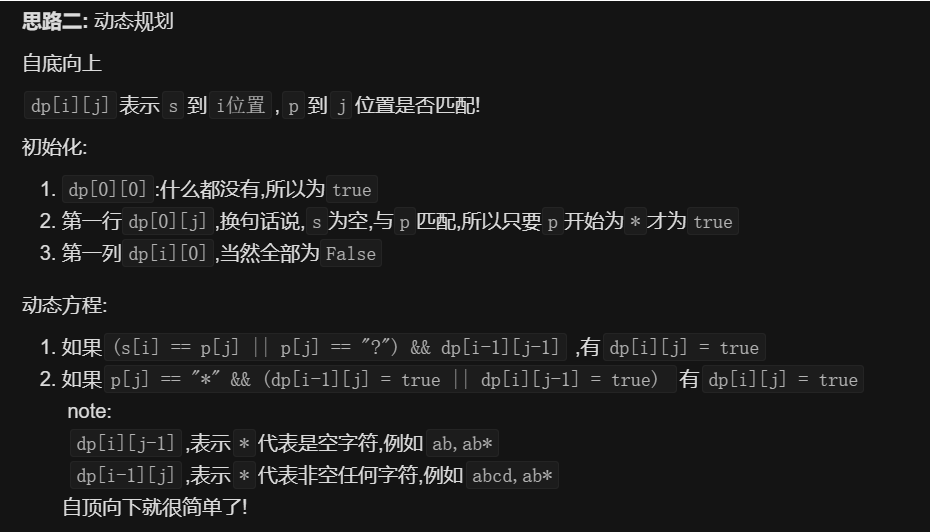 思路二: 动态规划
自底向上
dp[i][j] 表示 s 到 i位置 , p 到 j 位置是否匹配!
初始化:
1. dp[0][0] :什么都没有,所以为 true
2. 第一行 dp[0][j] ,换句话说, s 为空,与 p 匹配,所以只要 p 开始为 * 才为 true
3. 第一列 dp[i][0] ,当然全部为 False
动态方程:
1. 如果 (s[i] == p[j] || p[j] == "?") && dp[i-1][j-1] ,有 dp[i][j] = true
2. 如果 p[j] == "*" && (dp[i-1][j] = true || dp[i][j-1] = true) 有 dp[i][j] = true
note:
dp[i][j-1] ,表示 * 代表是空字符,例如 ab,ab*
dp[i-1][j] ,表示 * 代表非空任何字符,例如 abcd,ab*
自顶向下就很简单了!